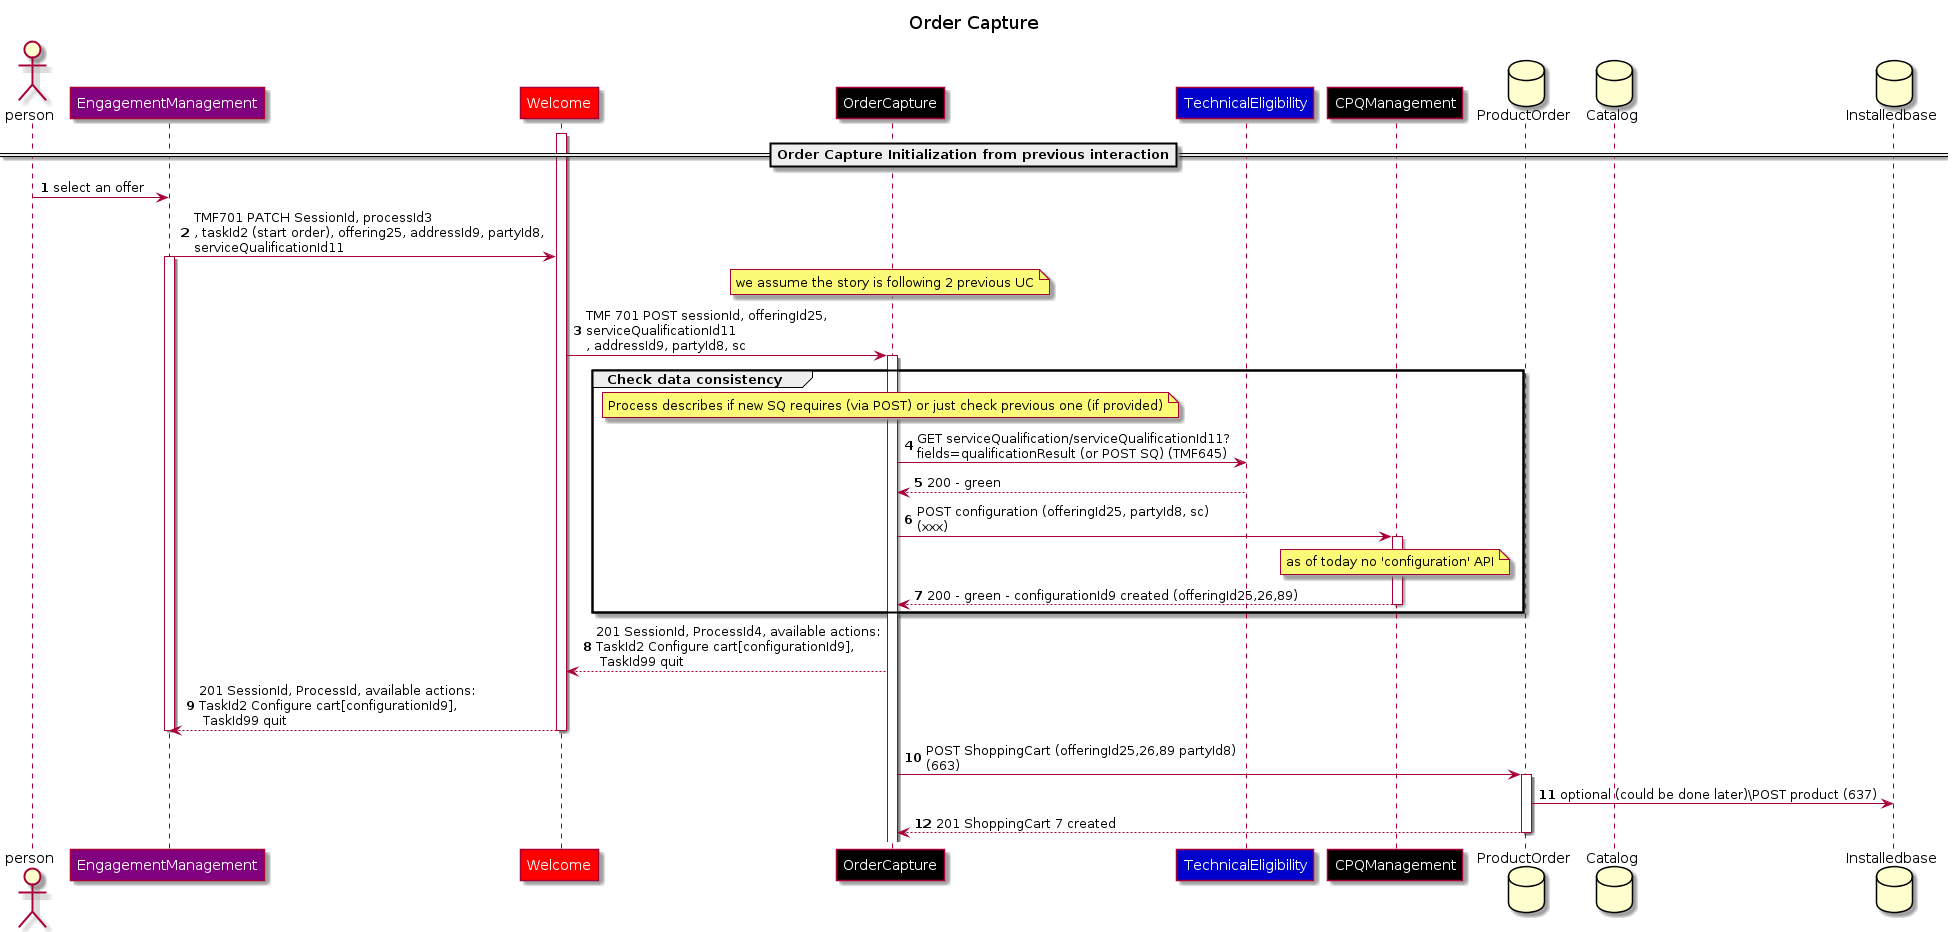 Order Capture
person
EngagementManagement
Welcome
OrderCapture
TechnicalEligibility
CPQManagement
ProductOrder
Catalog
Installedbase
Order Capture Initialization from previous interaction
1 select an offer
TMF701 PATCH SessionId, processId3
2 , taskId2 (start order), offering25, addressId9, partyId8,
serviceQualificationId11
we assume the story is following 2 previous UC
TMF 701 POST sessionId, offeringId25,
3 serviceQualificationId11
, addressId9, partyId8, sc
Check data consistency
Process describes if new SQ requires (via POST) or just check previous one (if provided)
4 GET serviceQualification/serviceQualificationId11?
fields=qualificationResult (or POST SQ) (TMF645)
5 200 - green
6 POST configuration (offeringId25, partyId8, sc)
(xxx)
as of today no 'configuration' API
7 200 - green - configurationId9 created (offeringId25,26,89)
201 SessionId, ProcessId4, available actions:
8 TaskId2 Configure cart[configurationId9],
TaskId99 quit
201 SessionId, ProcessId, available actions:
9 TaskId2 Configure cart[configurationId9],
TaskId99 quit
10 POST ShoppingCart (offeringId25,26,89 partyId8)
(663)
11 optional (could be done later)\POST product (637)
12 201 ShoppingCart 7 created
person
EngagementManagement
Welcome
OrderCapture
TechnicalEligibility
CPQManagement
ProductOrder
Catalog
Installedbase